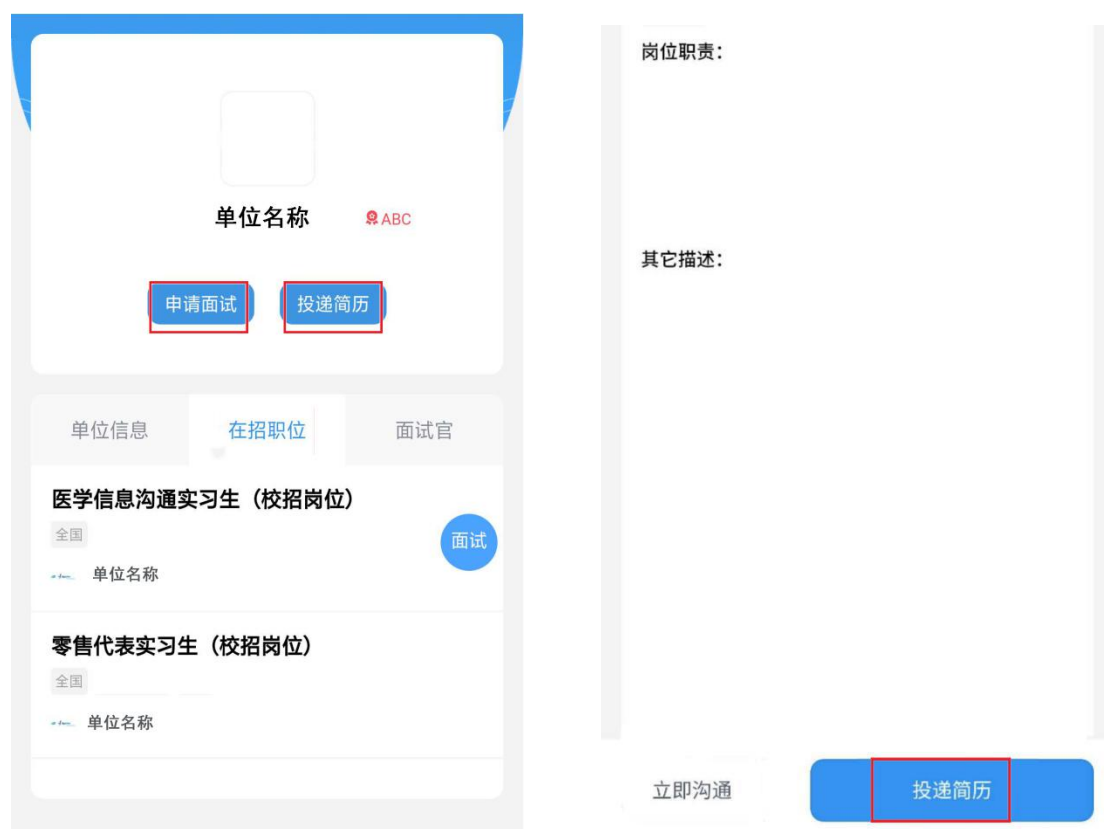 单位名称 ABC
申请面试 投递简历
单位信息 在招职位 面试官
医学信息沟通实习生（校招岗位）
全国
面试
单位名称
零售代表实习生（校招岗位）
全国
单位名称
岗位职责：
其它描述：
立即沟通 投递简历